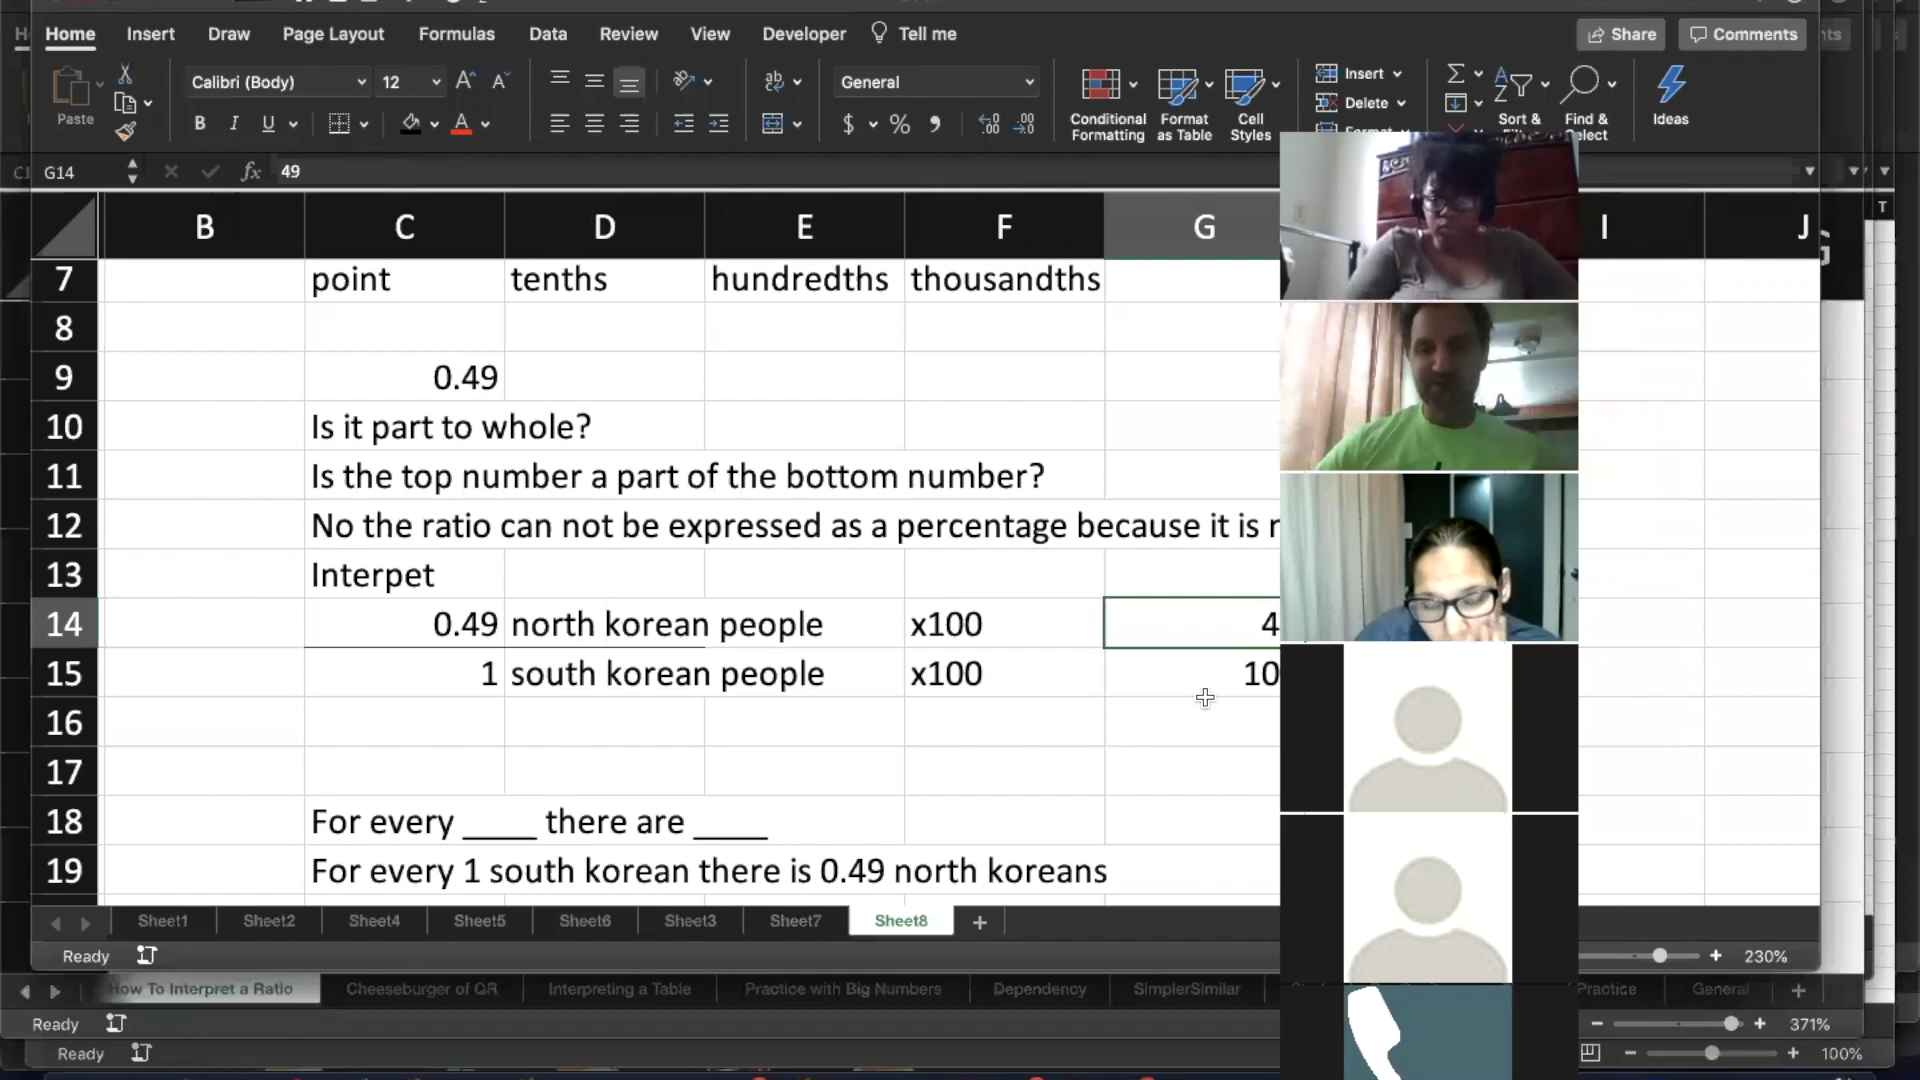 Home Insert Draw Page Layout Formulas Data Review View Developer Tell me Share Comments
Calibri (Body) 12 General Insert
Delete
Paste B I U $ % Conditional Formatting Format as Table Cell Styles Sort & Find & Select Ideas
G14 fx 49
B C D E F G I J
7 point tenths hundredths thousandths
8
9 0.49
10 Is it part to whole?
11 Is the top number a part of the bottom number?
12 No the ratio can not be expressed as a percentage because it is
13 Interpet
14 0.49 north korean people x100 4
15 1 south korean people x100 10
16
17
18 For every ____ there are ____
19 For every 1 south korean there is 0.49 north koreans
Sheet1 Sheet2 Sheet4 Sheet5 Sheet6 Sheet3 Sheet7 Sheet8 +
Ready 230%
How To Interpret a Ratio Cheeseburger of QR Interpreting a Table Practice with Big Numbers Dependency SimplerSimilar Practice General +
Ready 371%
Ready 100%